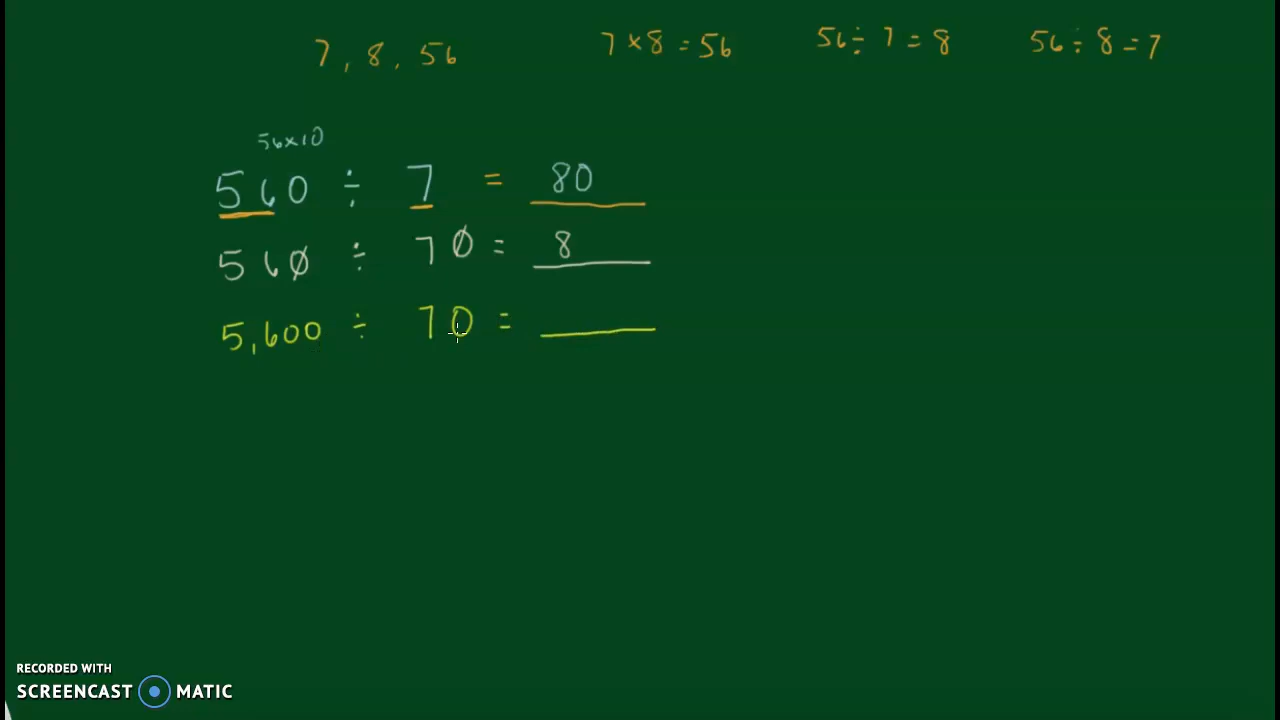 7, 8, 56 7 × 8 = 56 56 ÷ 7 = 8 56 ÷ 8 = 7
56×10
560 ÷ 7 = 80
560 ÷ 70 = 8
5,600 ÷ 70 = ____
RECORDED WITH
SCREENCAST MATIC